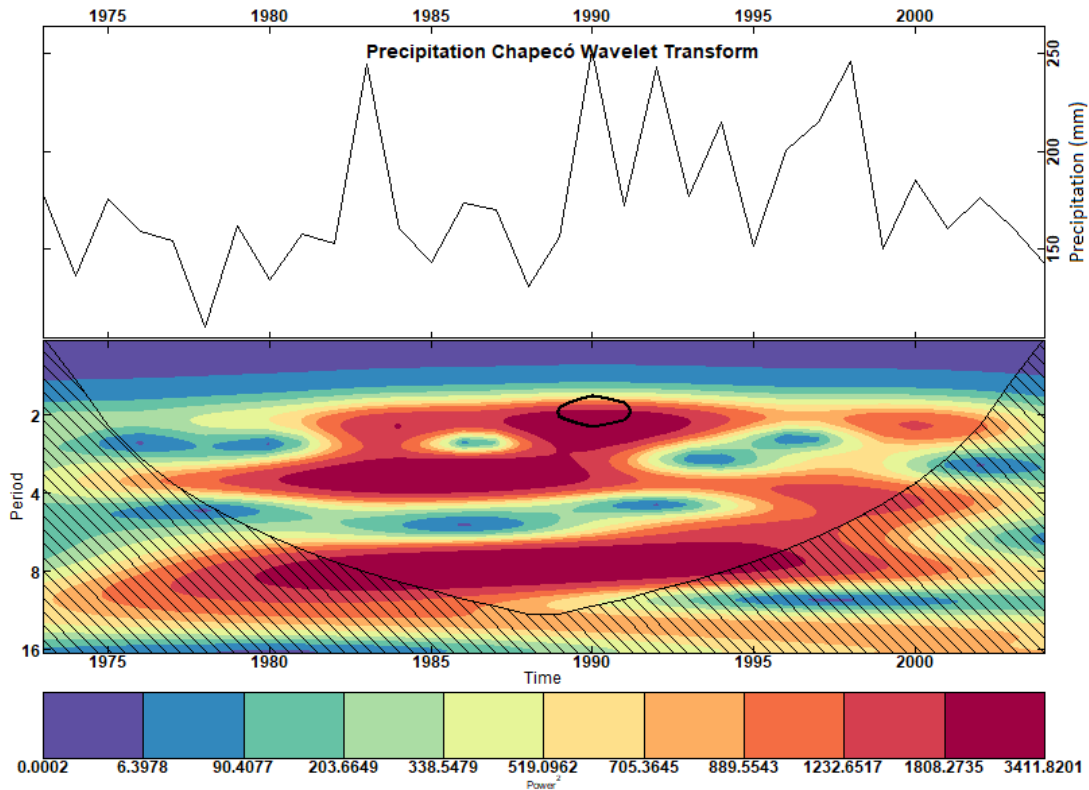 1975 1980 1985 1990 1995 2000
Precipitation Chapecó Wavelet Transform
250
200
150
Precipitation (mm)
2
4
8
16
Period
1975 1980 1985 1990 1995 2000
Time
0.0002 6.3978 90.4077 203.6649 338.5479 519.0962 705.3645 889.5543 1232.6517 1808.2735 3411.8201
Power2